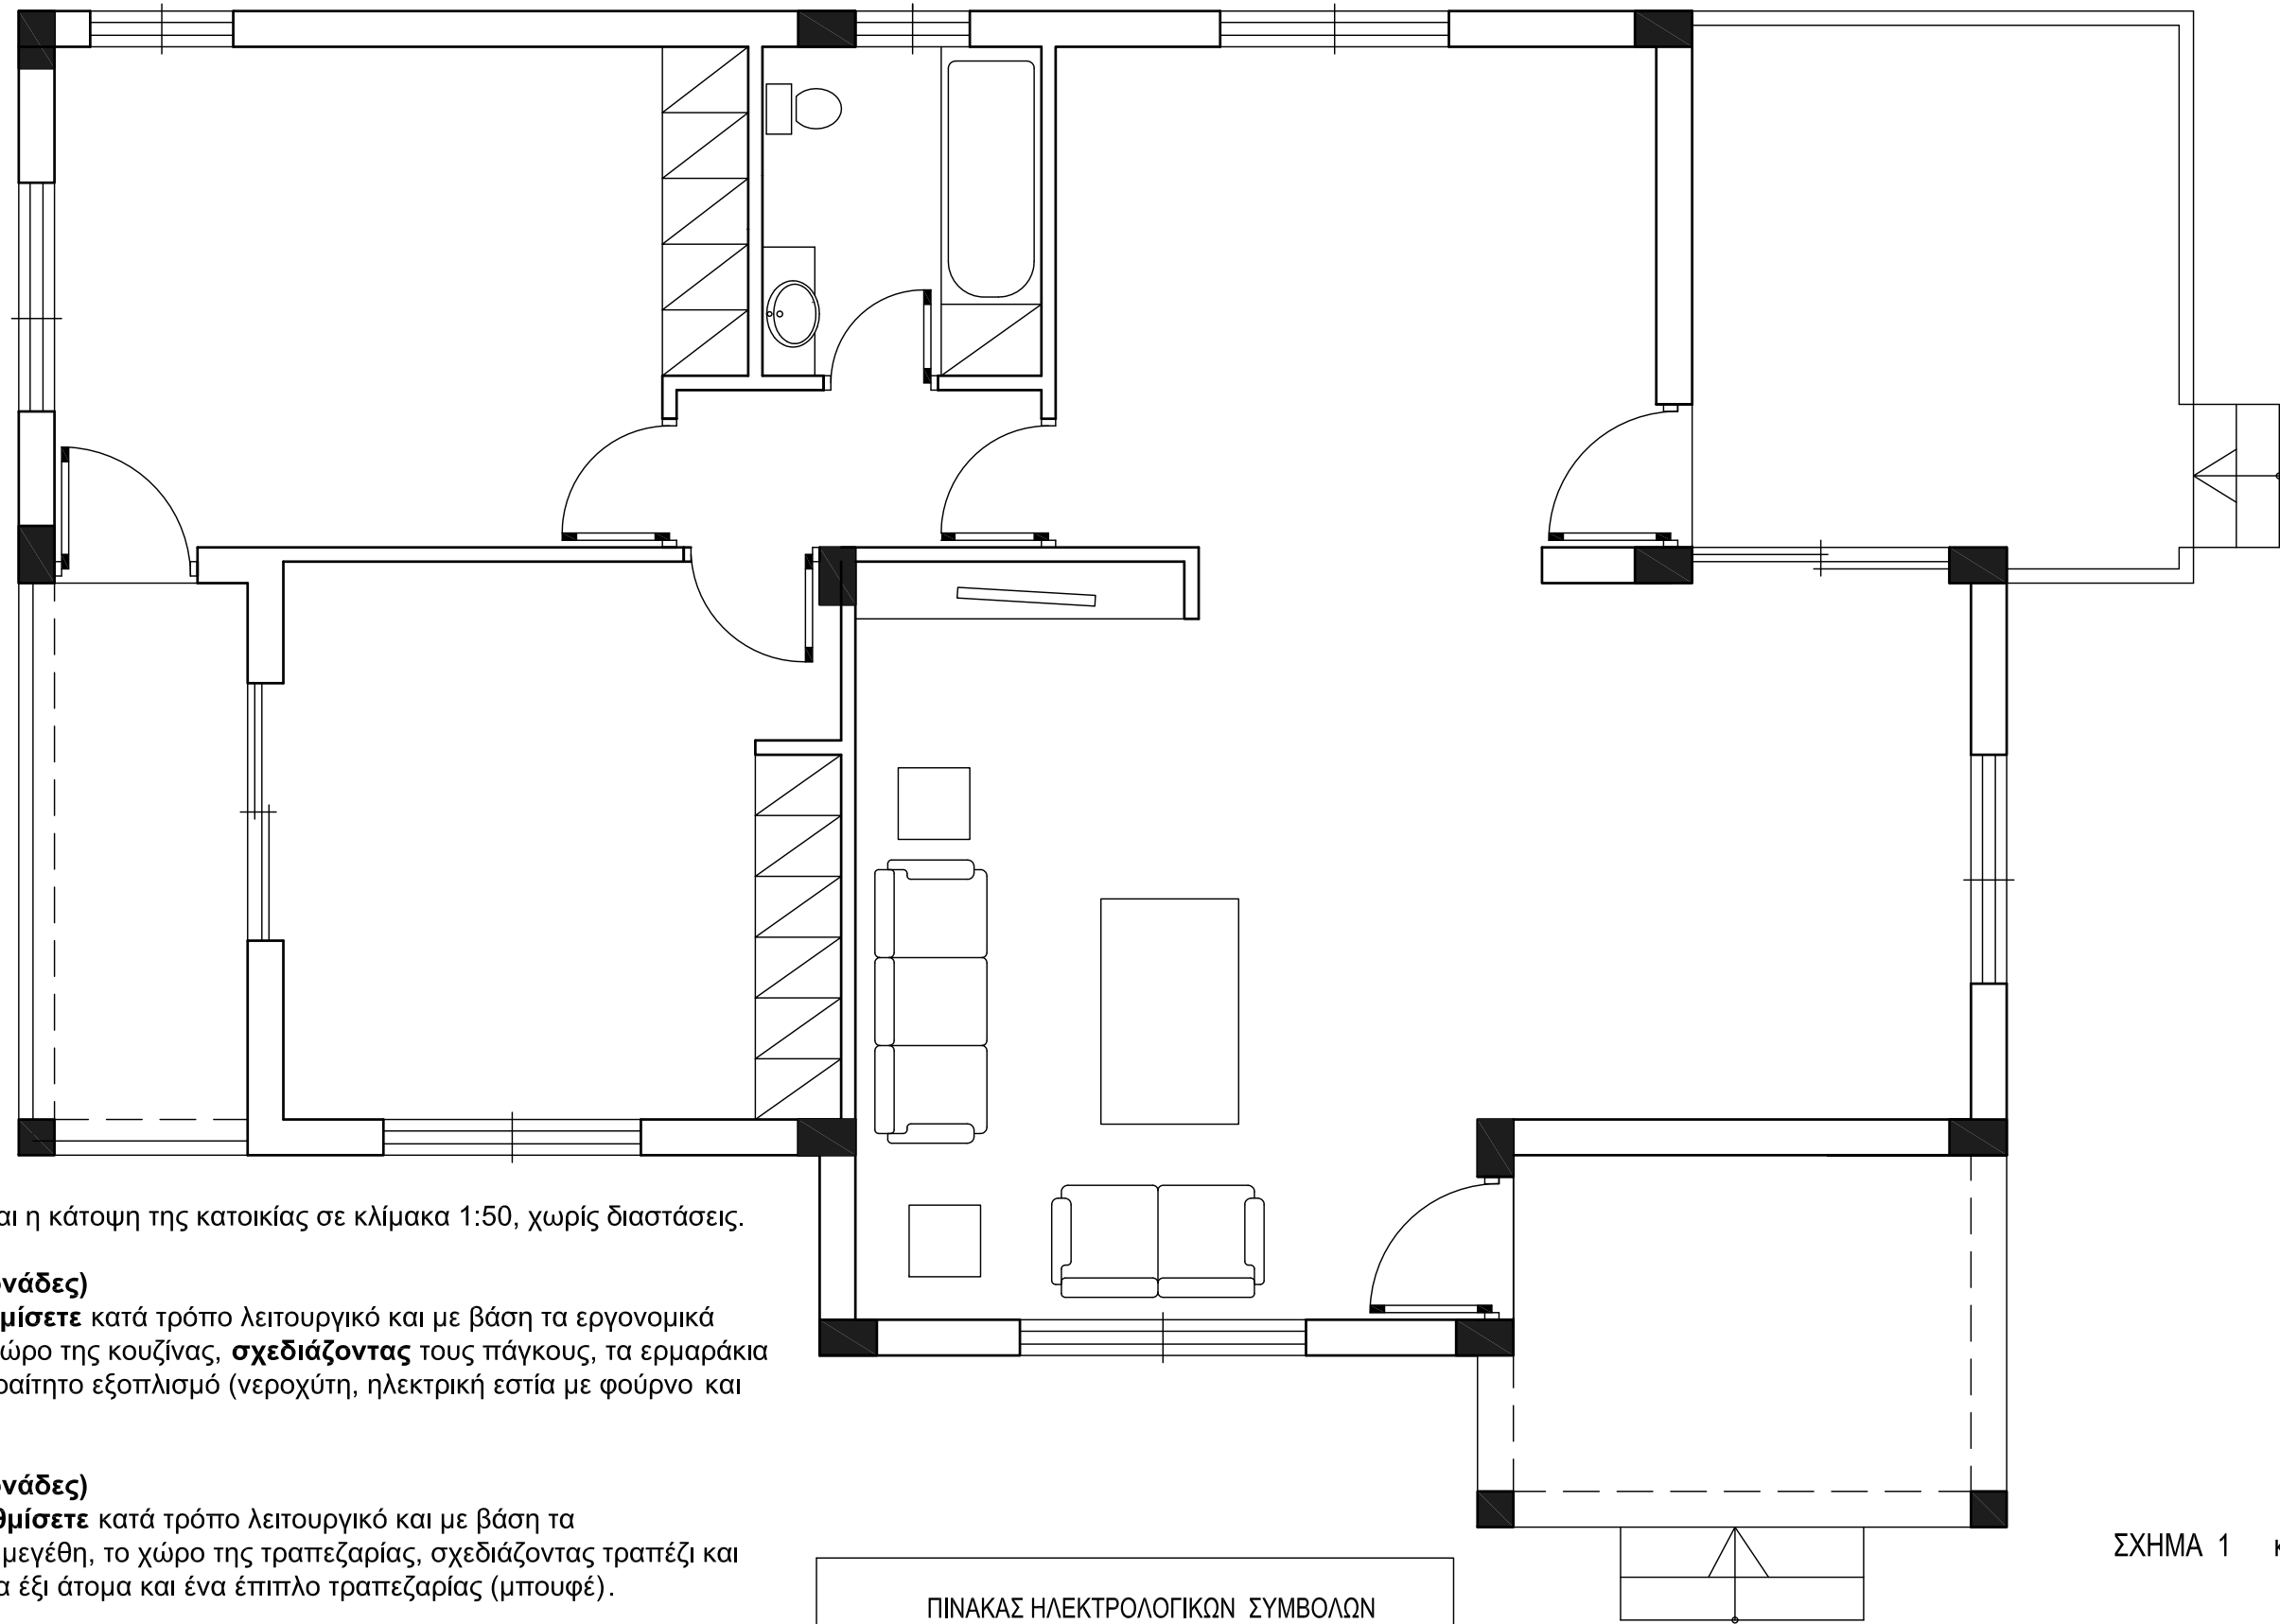 αι η κάτοψη της κατοικίας σε κλίμακα 1:50, χωρίς διαστάσεις.
νάδες)
μίσετε κατά τρόπο λειτουργικό και με βάση τα εργονομικά
ώρο της κουζίνας, σχεδιάζοντας τους πάγκους, τα ερμαράκια
ραίτητο εξοπλισμό (νεροχύτη, ηλεκτρική εστία με φούρνο και
νάδες)
θμίσετε κατά τρόπο λειτουργικό και με βάση τα
μεγέθη, το χώρο της τραπεζαρίας, σχεδιάζοντας τραπέζι και
α έξι άτομα και ένα έπιπλο τραπεζαρίας (μπουφέ).
ΣΧΗΜΑ 1 κ
ΠΙΝΑΚΑΣ ΗΛΕΚΤΡΟΛΟΓΙΚΩΝ ΣΥΜΒΟΛΩΝ